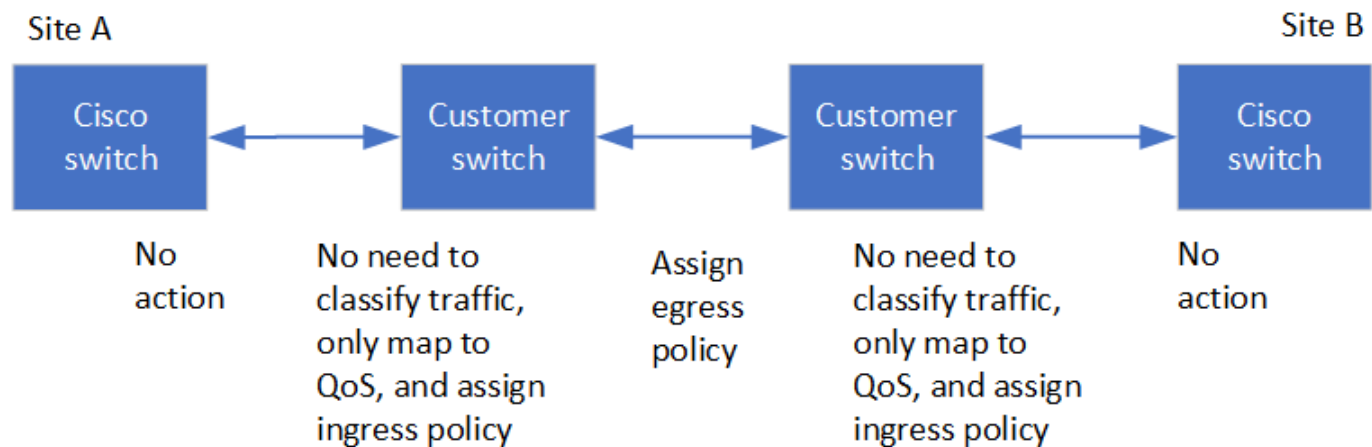 Site A
Site B
Cisco
switch
Customer
switch
Customer
switch
Cisco
switch
No
action
No need to
classify traffic,
only map to
QoS, and assign
ingress policy
Assign
egress
policy
No need to
classify traffic,
only map to
QoS, and assign
ingress policy
No
action